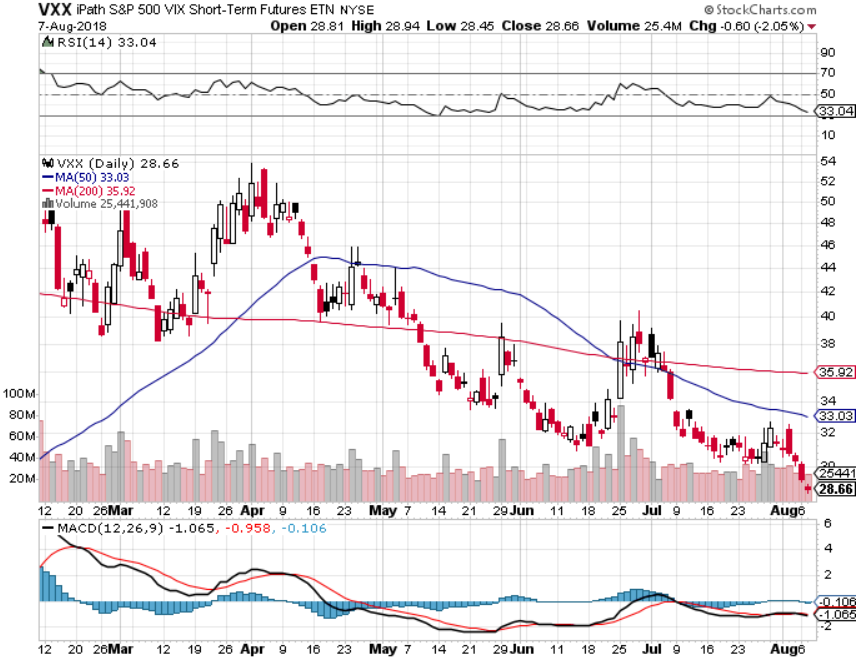 VXX iPath S&P 500 VIX Short-Term Futures ETN NYSE © StockCharts.com
7-Aug-2018 Open 28.81 High 28.94 Low 28.45 Close 28.66 Volume 25.4M Chg -0.60 (-2.05%)
RSI(14) 33.04
90
70
50
33.04
30
10
VXX (Daily) 28.66
MA(50) 33.03
MA(200) 35.92
Volume 25,441,908
54
52
50
48
46
44
42
40
38
35.92
34
33.03
32
30
25441
28.66
100M
80M
60M
40M
20M
12 20 26 Mar 12 19 26 Apr 9 16 23 May 7 14 21 Jun 11 18 25 Jul 9 16 23 Aug 6
MACD(12,26,9) -1.065, -0.958, -0.106
6
4
2
-0.106
-1.065
-2
12 20 26 Mar 12 19 26 Apr 9 16 23 May 7 14 21 Jun 11 18 25 Jul 9 16 23 Aug 6